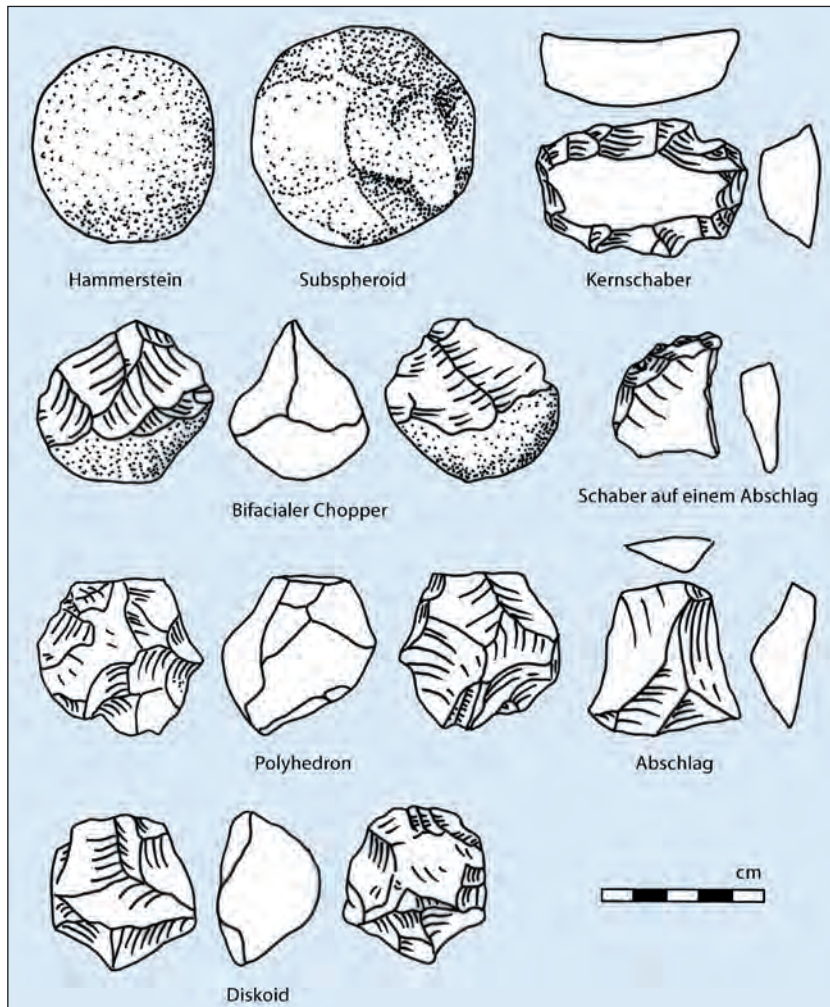 Hammerstein
Subspheroid
Kernschaber
Bifacialer Chopper
Schaber auf einem Abschlag
Polyhedron
Abschlag
cm
Diskoid